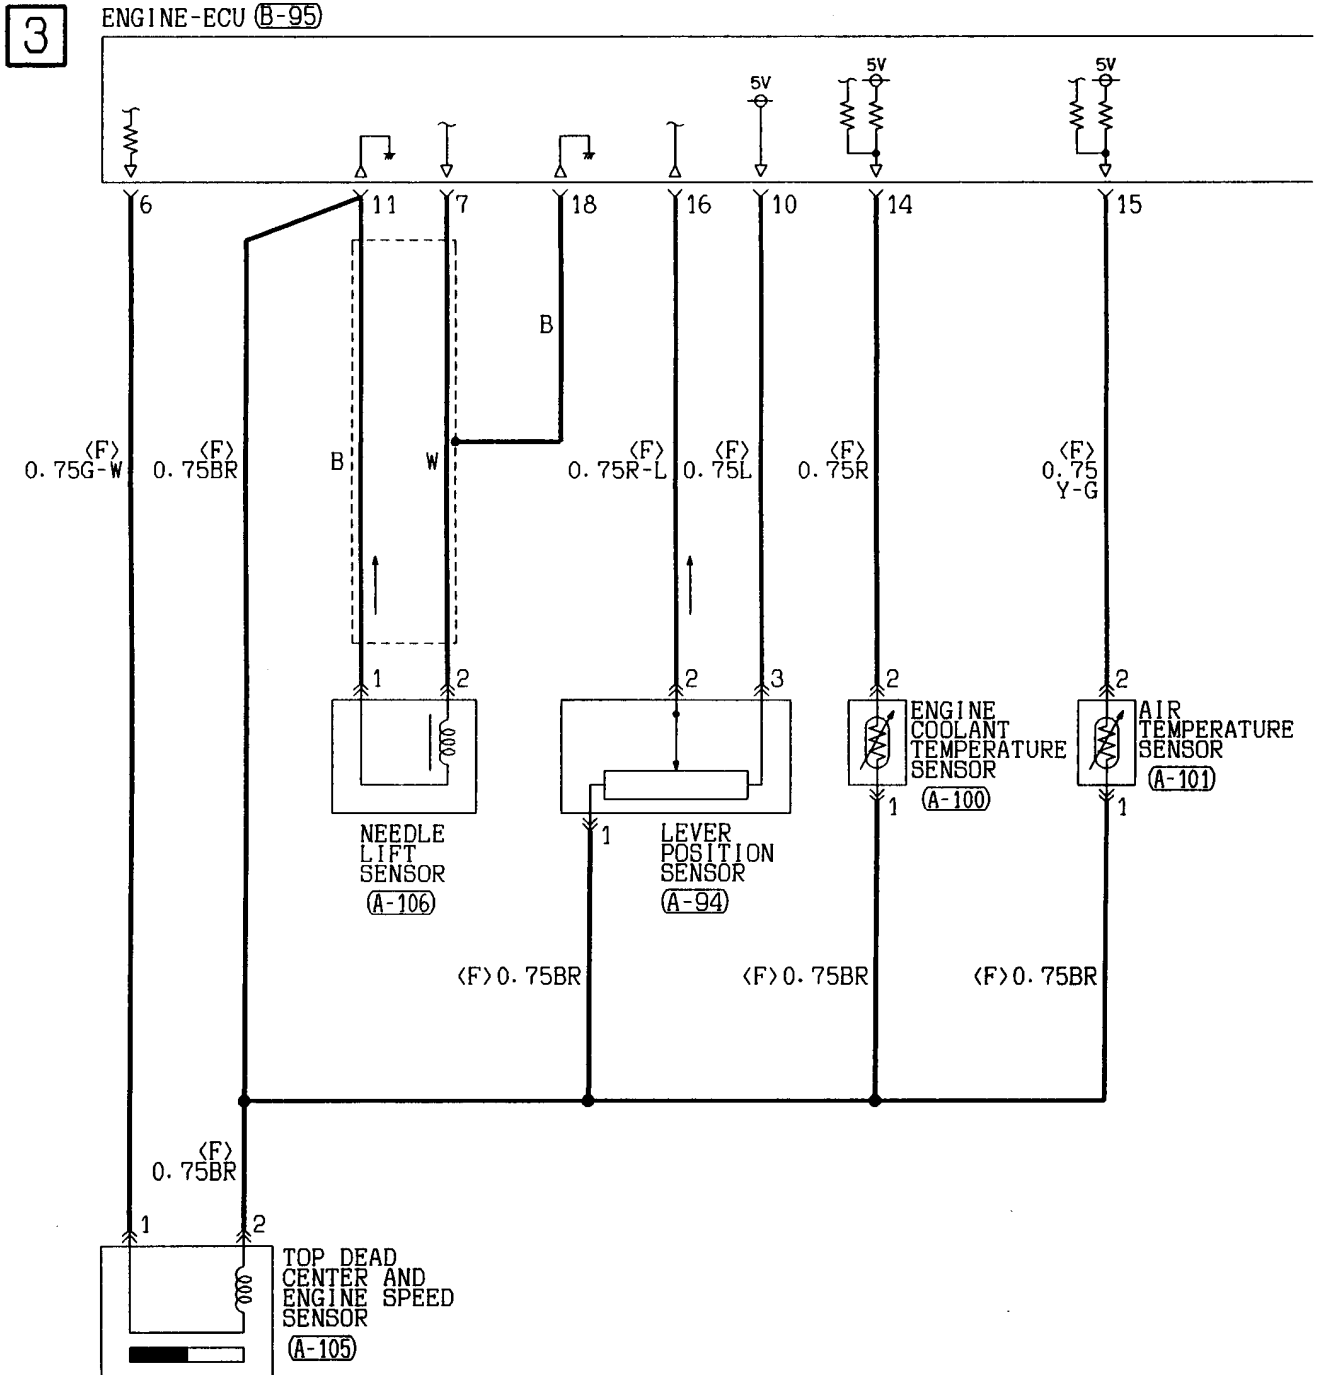 3
ENGINE-ECU (B-95)
5V
5V
5V
6
11
7
18
16
10
14
15
B
<F>
0.75G-W
<F>
0.75BR
B
W
<F>
0.75R-L
<F>
0.75L
<F>
0.75R
<F>
0.75
Y-G
1
2
2
3
2
2
ENGINE
COOLANT
TEMPERATURE
SENSOR
(A-100)
AIR
TEMPERATURE
SENSOR
(A-101)
1
1
1
NEEDLE
LIFT
SENSOR
(A-106)
LEVER
POSITION
SENSOR
(A-94)
<F>0.75BR
<F>0.75BR
<F>0.75BR
<F>
0.75BR
1
2
TOP DEAD
CENTER AND
ENGINE SPEED
SENSOR
(A-105)